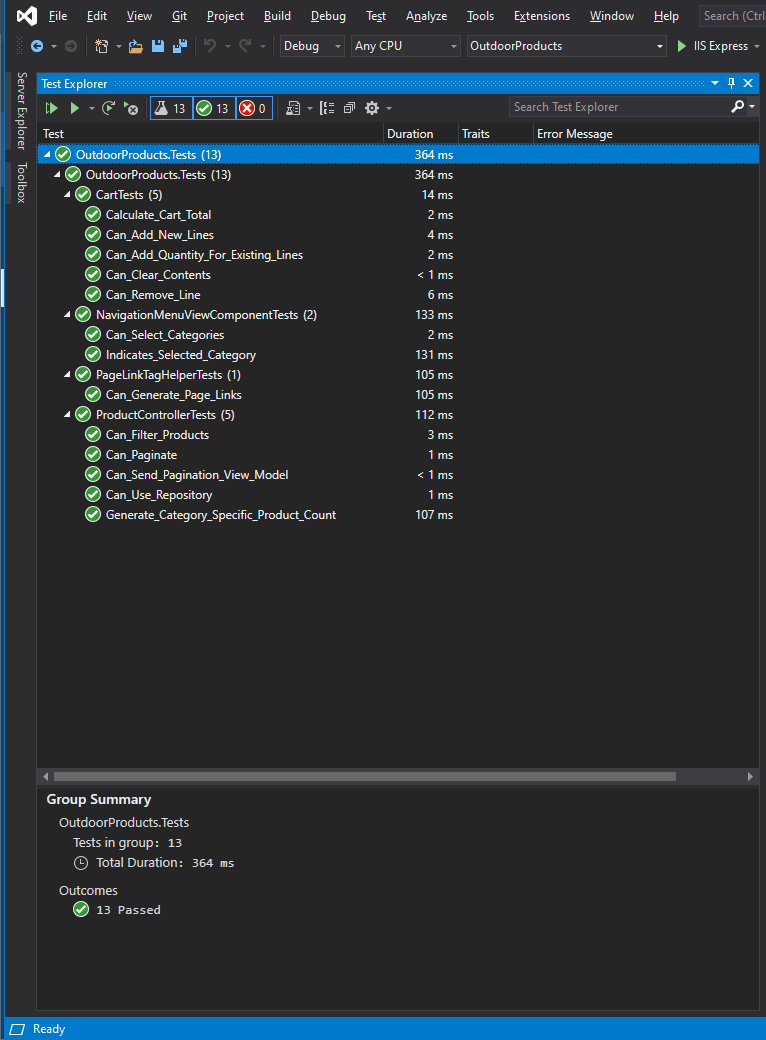 File Edit View Git Project Build Debug Test Analyze Tools Extensions Window Help Search (Ctrl
Debug Any CPU OutdoorProducts IIS Express
Server Explorer
Toolbox
Test Explorer
13 13 0 Search Test Explorer
Test Duration Traits Error Message
OutdoorProducts.Tests (13) 364 ms
OutdoorProducts.Tests (13) 364 ms
CartTests (5) 14 ms
Calculate_Cart_Total 2 ms
Can_Add_New_Lines 4 ms
Can_Add_Quantity_For_Existing_Lines 2 ms
Can_Clear_Contents < 1 ms
Can_Remove_Line 6 ms
NavigationMenuViewComponentTests (2) 133 ms
Can_Select_Categories 2 ms
Indicates_Selected_Category 131 ms
PageLinkTagHelperTests (1) 105 ms
Can_Generate_Page_Links 105 ms
ProductControllerTests (5) 112 ms
Can_Filter_Products 3 ms
Can_Paginate 1 ms
Can_Send_Pagination_View_Model < 1 ms
Can_Use_Repository 1 ms
Generate_Category_Specific_Product_Count 107 ms
Group Summary
OutdoorProducts.Tests
Tests in group: 13
Total Duration: 364 ms
Outcomes
13 Passed
Ready